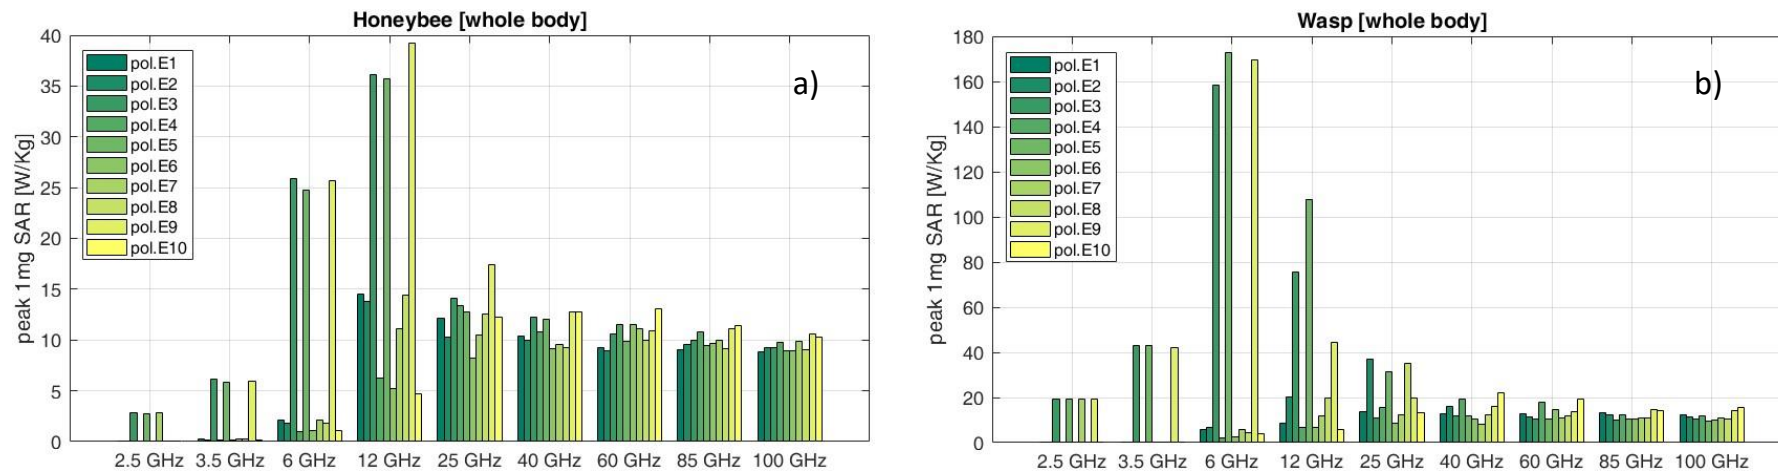 Honeybee [whole body]
a)
peak 1mg SAR [W/Kg]
40
35
30
25
20
15
10
5
0
pol.E1
pol.E2
pol.E3
pol.E4
pol.E5
pol.E6
pol.E7
pol.E8
pol.E9
pol.E10
2.5 GHz 3.5 GHz 6 GHz 12 GHz 25 GHz 40 GHz 60 GHz 85 GHz 100 GHz
Wasp [whole body]
b)
peak 1mg SAR [W/Kg]
180
160
140
120
100
80
60
40
20
0
pol.E1
pol.E2
pol.E3
pol.E4
pol.E5
pol.E6
pol.E7
pol.E8
pol.E9
pol.E10
2.5 GHz 3.5 GHz 6 GHz 12 GHz 25 GHz 40 GHz 60 GHz 85 GHz 100 GHz